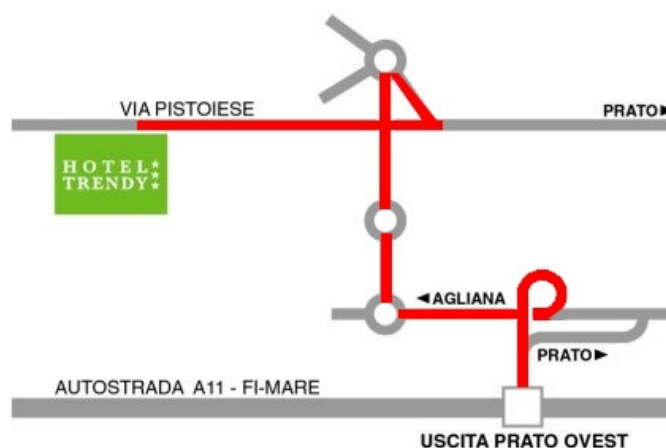 VIA PISTOIESE
PRATO
HOTEL
TRENDY
AGLIANA
PRATO
AUTOSTRADA A11 - FI-MARE
USCITA PRATO OVEST